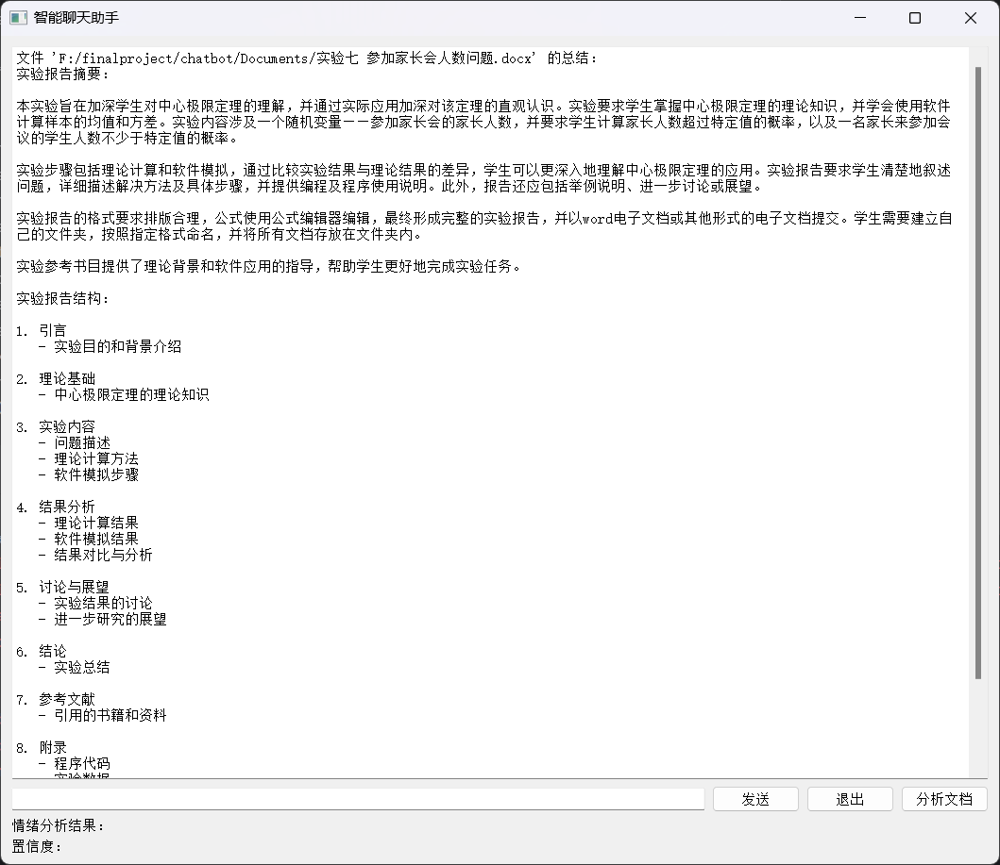 智能聊天助手
文件 'F:/finalproject/chatbot/Documents/实验七 参加家长会人数问题.docx' 的总结:
实验报告摘要:
本实验旨在加深学生对中心极限定理的理解，并通过实际应用加深对该定理的直观认识。实验要求学生掌握中心极限定理的理论知识，并学会使用软件
计算样本的均值和方差。实验内容涉及一个随机变量——参加家长会的家长人数，并要求学生计算家长人数超过特定值的概率，以及一名家长来参加会
议的学生人数不少于特定值的概率。
实验步骤包括理论计算和软件模拟，通过比较实验结果与理论结果的差异，学生可以更深入地理解中心极限定理的应用。实验报告要求学生清楚地叙述
问题，详细描述解决方法及具体步骤，并提供编程及程序使用说明。此外，报告还应包括举例说明、进一步讨论或展望。
实验报告的格式要求排版合理，公式使用公式编辑器编辑，最终形成完整的实验报告，并以word电子文档或其他形式的电子文档提交。学生需要建立自
己的文件夹，按照指定格式命名，并将所有文档存放在文件夹内。
实验参考书目提供了理论背景和软件应用的指导，帮助学生更好地完成实验任务。
实验报告结构:
1. 引言
- 实验目的和背景介绍
2. 理论基础
- 中心极限定理的理论知识
3. 实验内容
- 问题描述
- 理论计算方法
- 软件模拟步骤
4. 结果分析
- 理论计算结果
- 软件模拟结果
- 结果对比与分析
5. 讨论与展望
- 实验结果的讨论
- 进一步研究的展望
6. 结论
- 实验总结
7. 参考文献
- 引用的书籍和资料
8. 附录
- 程序代码
- 实验数据
发送
退出
分析文档
情绪分析结果:
置信度: